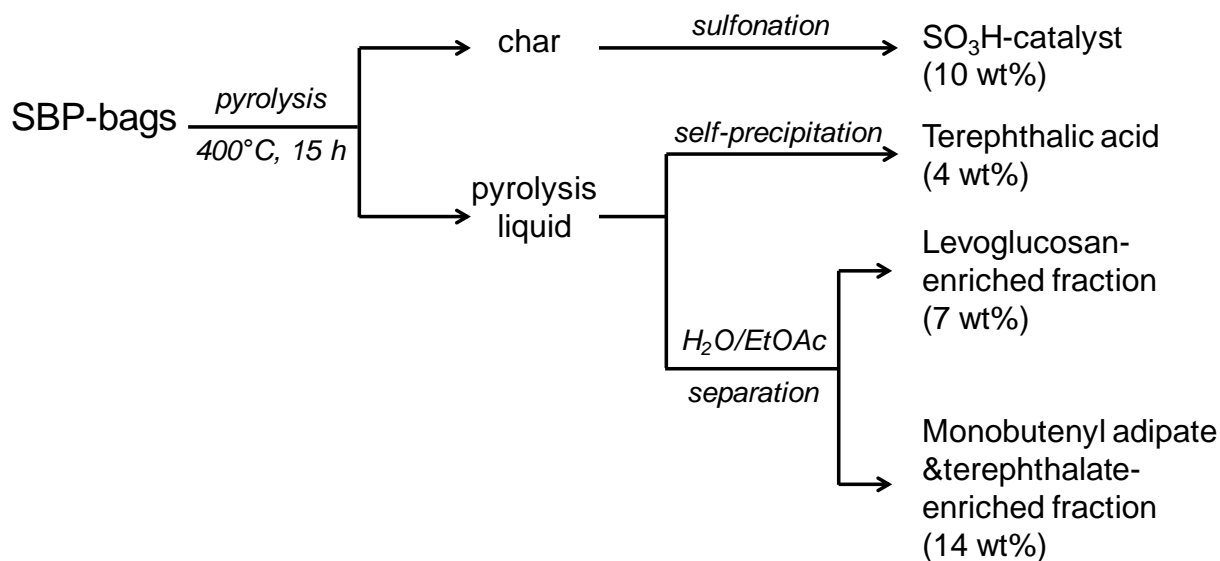 SBP-bags
pyrolysis
400°C, 15 h
char
sulfonation
SO₃H-catalyst
(10 wt%)
pyrolysis
liquid
self-precipitation
Terephthalic acid
(4 wt%)
H₂O/EtOAc
separation
Levoglucosan-
enriched fraction
(7 wt%)
Monobutenyl adipate
&terephthalate-
enriched fraction
(14 wt%)